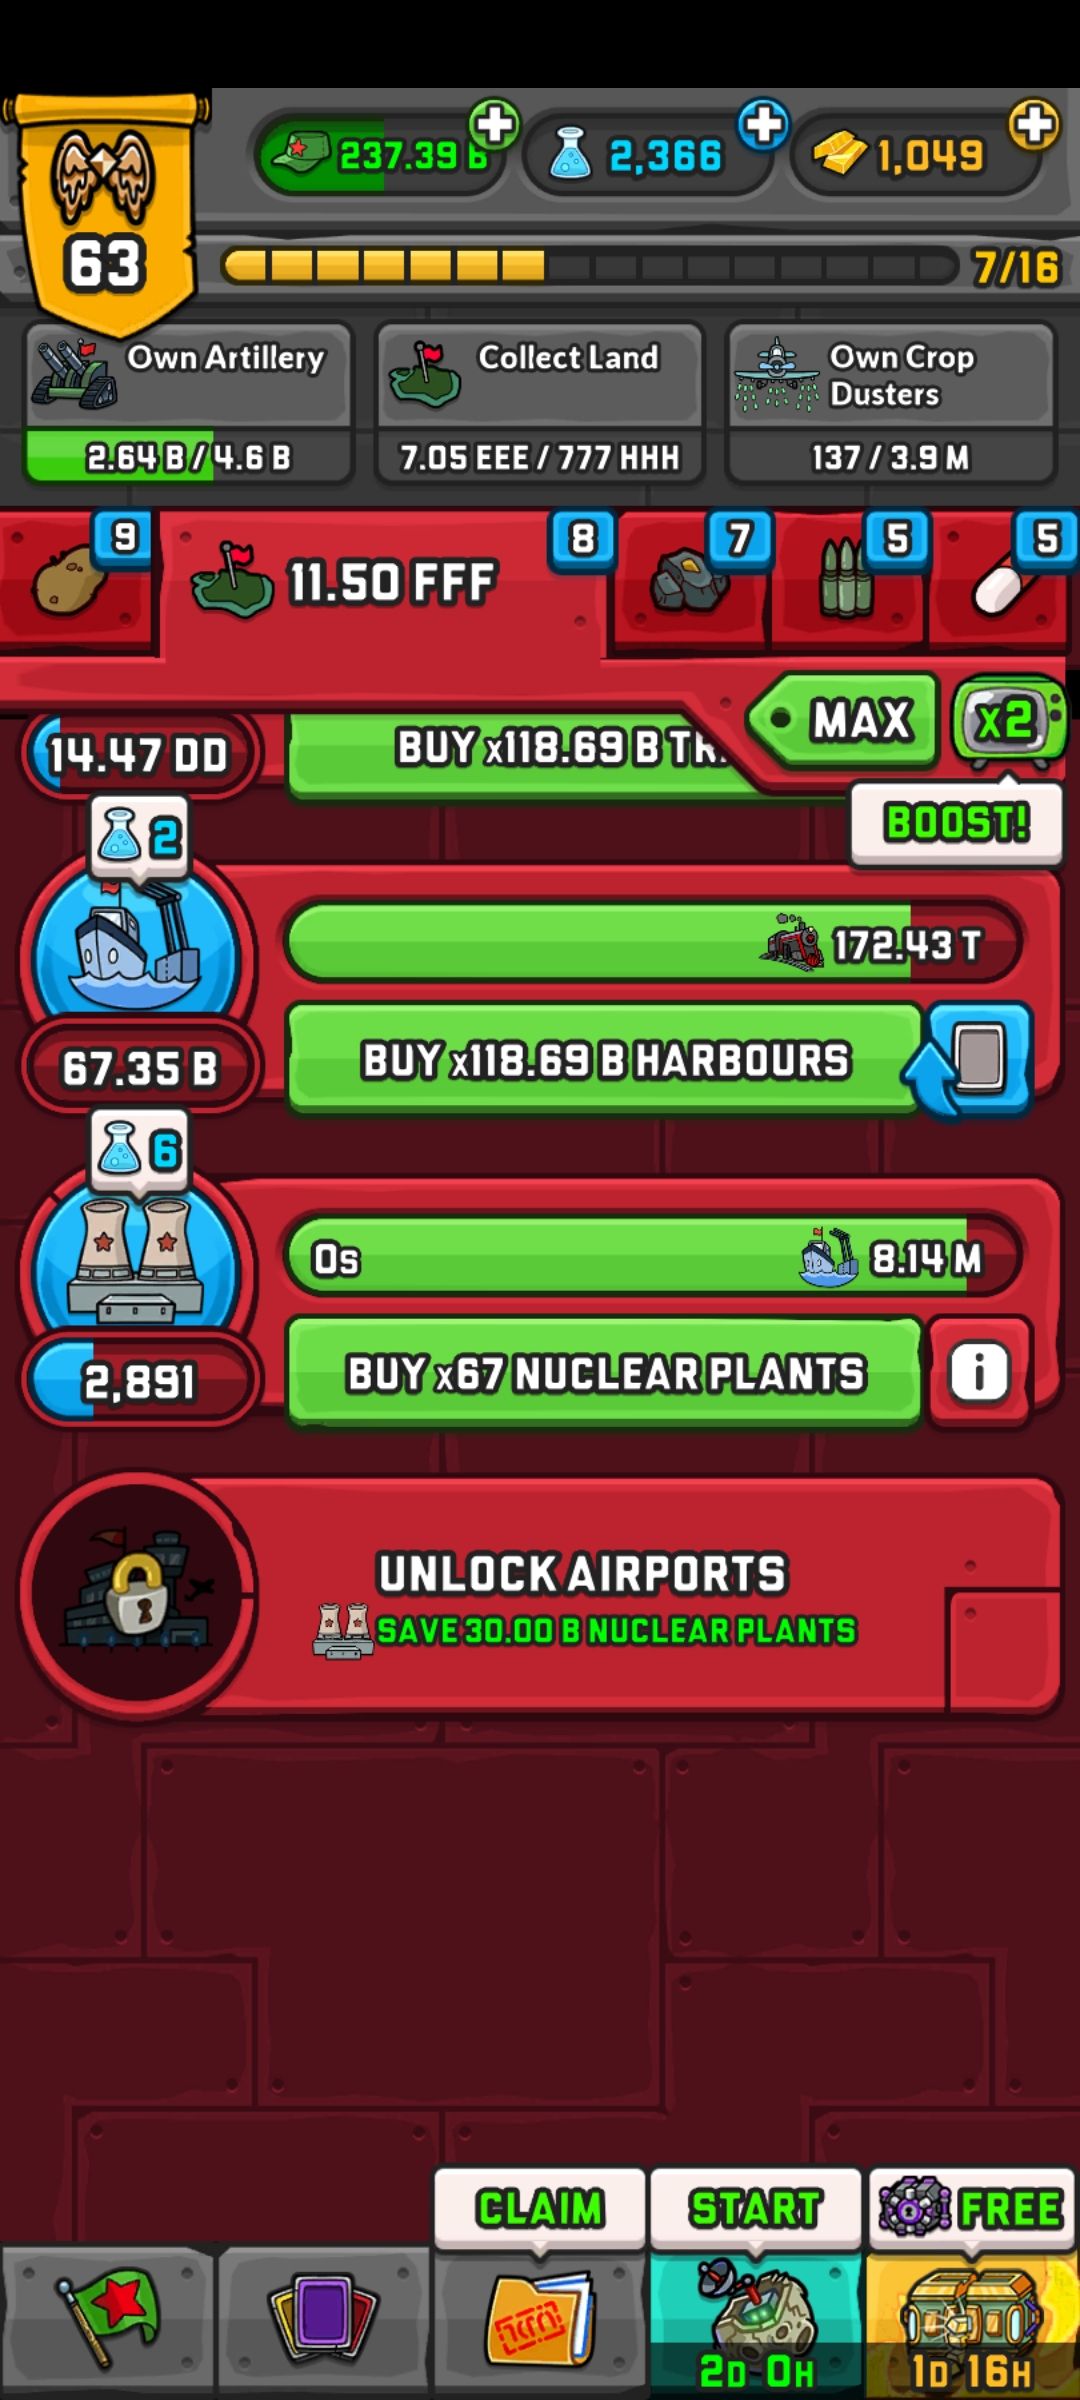 237.39 B
2,366
1,049
63
7/16
Own Artillery
2.64 B / 4.6 B
Collect Land
7.05 EEE / 777 HHH
Own Crop
Dusters
137 / 3.9 M
9
11.50 FFF
8
7
5
5
MAX
x2
BOOST!
14.47 DD
BUY x118.69 B
2
172.43 T
67.35 B
BUY x118.69 B HARBOURS
6
0s
8.14 M
2,891
BUY x67 NUCLEAR PLANTS
i
UNLOCK AIRPORTS
SAVE 30.00 B NUCLEAR PLANTS
CLAIM
START
FREE
2D 0H
1D 16H